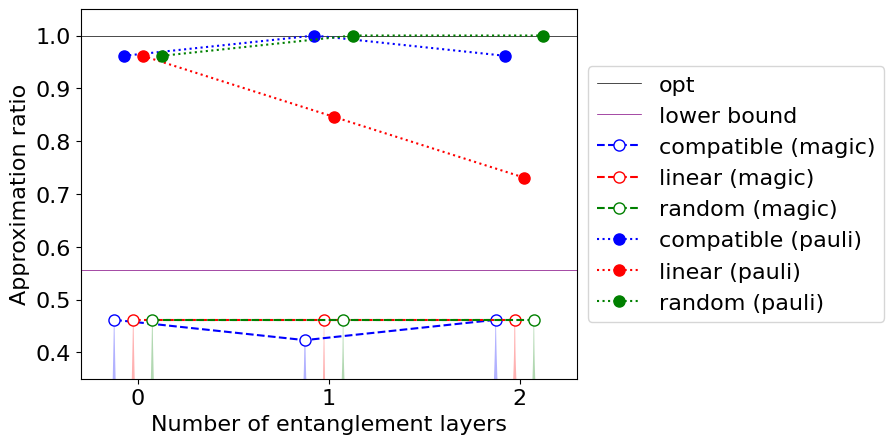 1.0
0.9
0.8
0.7
0.6
0.5
0.4
Approximation ratio
0 1 2
Number of entanglement layers
opt
lower bound
compatible (magic)
linear (magic)
random (magic)
compatible (pauli)
linear (pauli)
random (pauli)